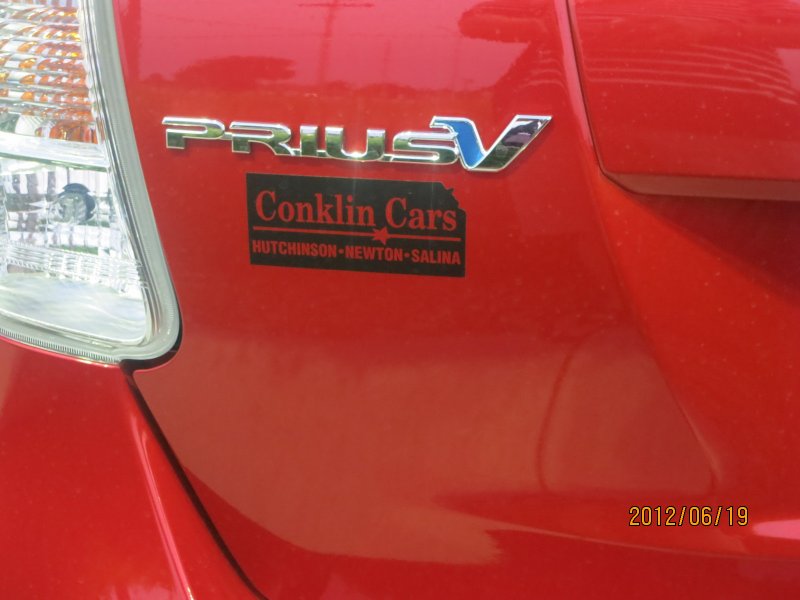 PRIUS V
Conklin Cars
HUTCHINSON•NEWTON•SALINA
2012/06/19